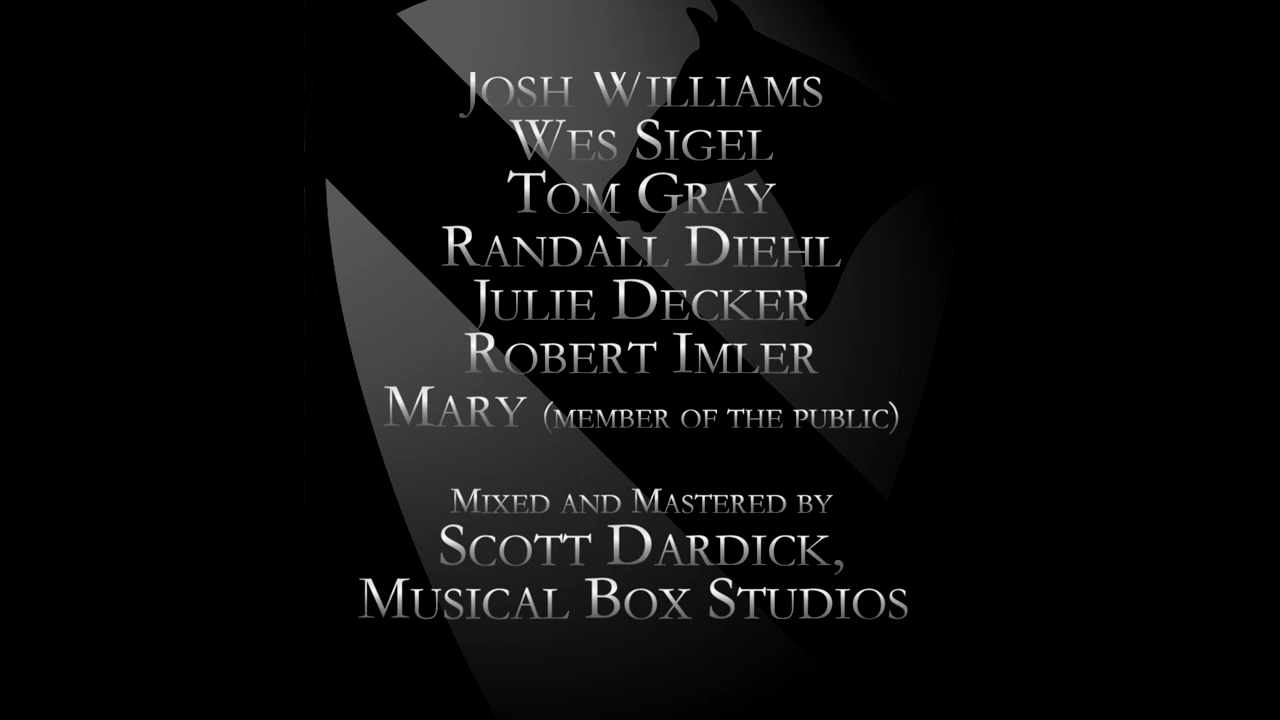 Josh Williams
Wes Sigel
Tom Gray
Randall Diehl
Julie Decker
Robert Imler
Mary (member of the public)
Mixed and Mastered by
Scott Dardick,
Musical Box Studios